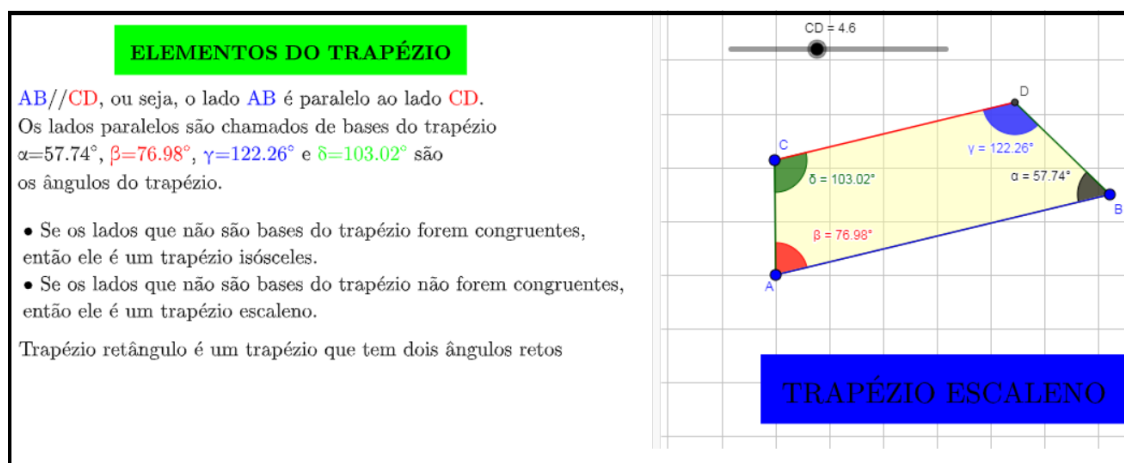 ELEMENTOS DO TRAPÉZIO
AB//CD, ou seja, o lado AB é paralelo ao lado CD.
Os lados paralelos são chamados de bases do trapézio
α=57.74°, β=76.98°, γ=122.26° e δ=103.02° são
os ângulos do trapézio.
• Se os lados que não são bases do trapézio forem congruentes,
então ele é um trapézio isósceles.
• Se os lados que não são bases do trapézio não forem congruentes,
então ele é um trapézio escaleno.
Trapézio retângulo é um trapézio que tem dois ângulos retos
CD = 4.6
D
C
γ = 122.26°
δ = 103.02°
α = 57.74°
B
β = 76.98°
A
TRAPÉZIO ESCALENO